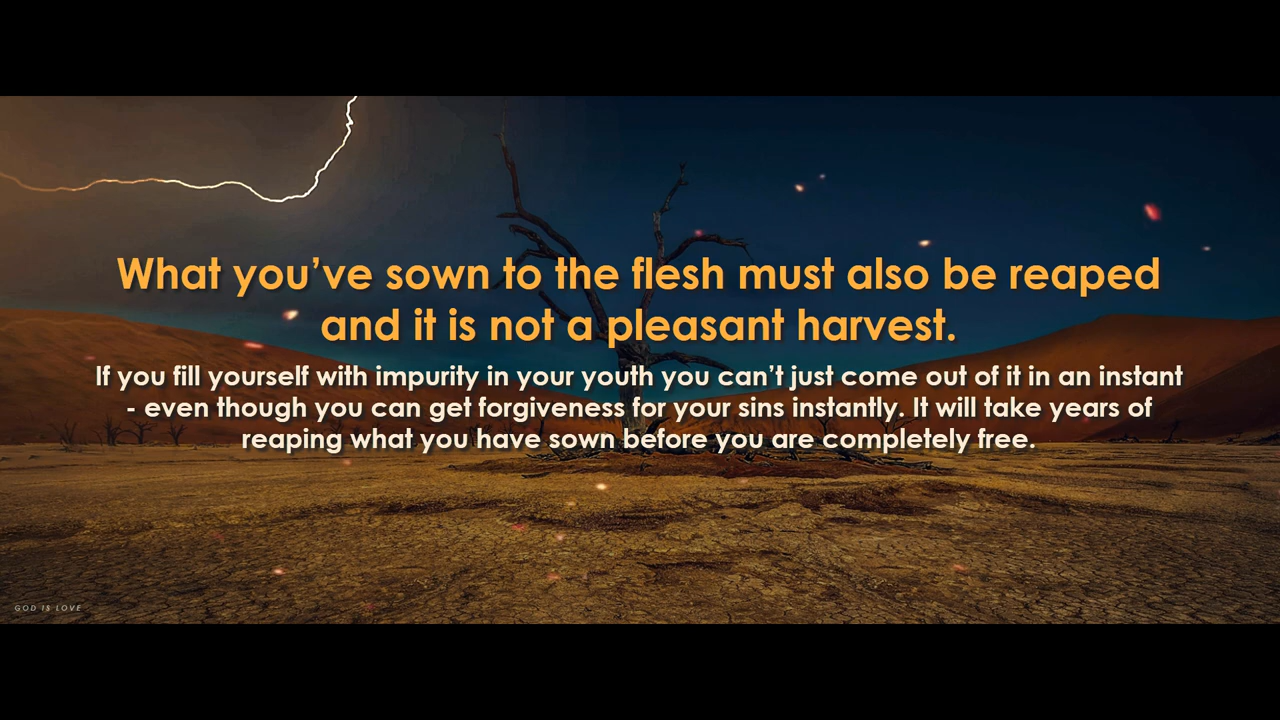 What you’ve sown to the flesh must also be reaped
and it is not a pleasant harvest.
If you fill yourself with impurity in your youth you can’t just come out of it in an instant
- even though you can get forgiveness for your sins instantly. It will take years of
reaping what you have sown before you are completely free.
GOD IS LOVE